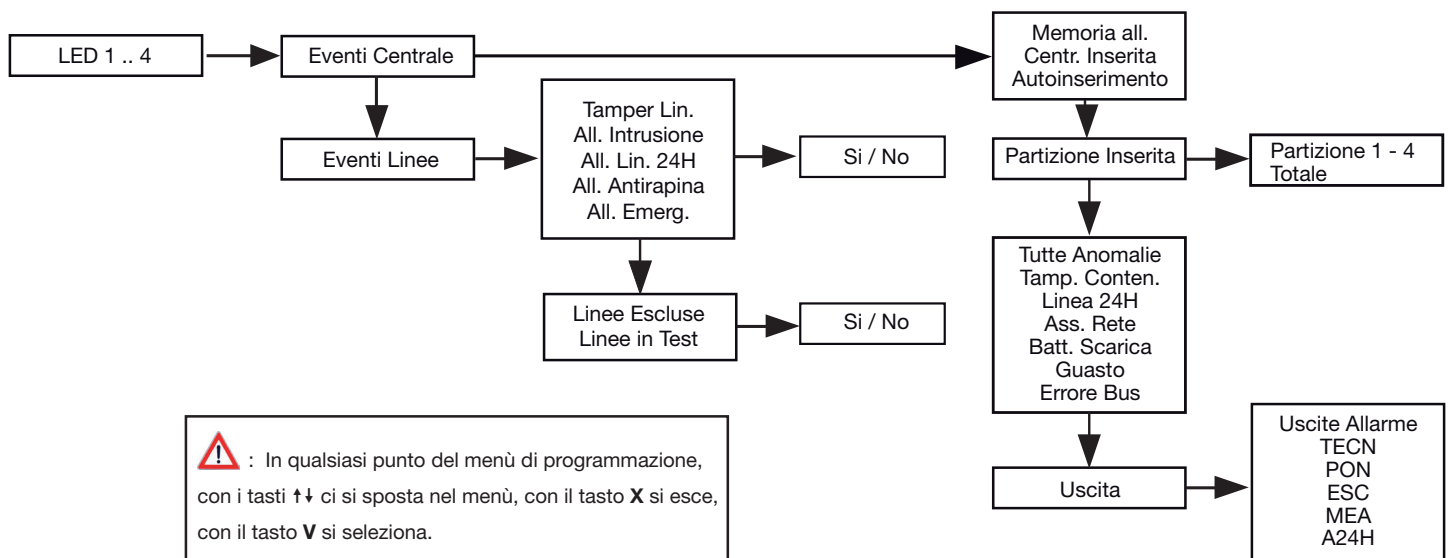 LED 1 .. 4
Eventi Centrale
Memoria all.
Centr. Inserita
Autoinserimento
Eventi Linee
Tamper Lin.
All. Intrusione
All. Lin. 24H
All. Antirapina
All. Emerg.
Si / No
Partizione Inserita
Partizione 1 - 4
Totale
Linee Escluse
Linee in Test
Si / No
Tutte Anomalie
Tamp. Conten.
Linea 24H
Ass. Rete
Batt. Scarica
Guasto
Errore Bus
Uscita
Uscite Allarme
TECN
PON
ESC
MEA
A24H
: In qualsiasi punto del menù di programmazione,
con i tasti ↑↓ ci si sposta nel menù, con il tasto X si esce,
con il tasto V si seleziona.